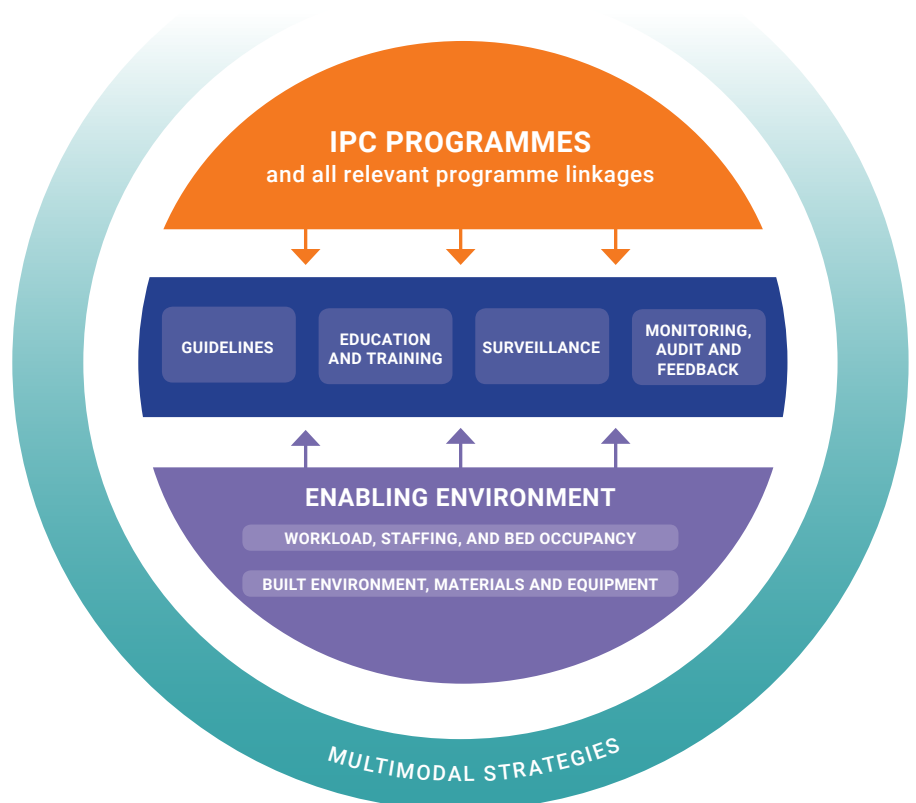 IPC PROGRAMMES
and all relevant programme linkages
GUIDELINES
EDUCATION
AND TRAINING
SURVEILLANCE
MONITORING,
AUDIT AND
FEEDBACK
ENABLING ENVIRONMENT
WORKLOAD, STAFFING, AND BED OCCUPANCY
BUILT ENVIRONMENT, MATERIALS AND EQUIPMENT
MULTIMODAL STRATEGIES